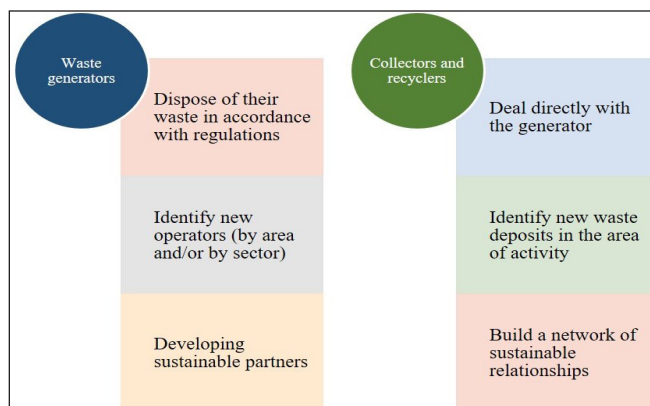 Waste
generators
Dispose of their
waste in accordance
with regulations
Identify new
operators (by area
and/or by sector)
Developing
sustainable partners
Collectors and
recyclers
Deal directly with
the generator
Identify new waste
deposits in the area
of activity
Build a network of
sustainable
relationships